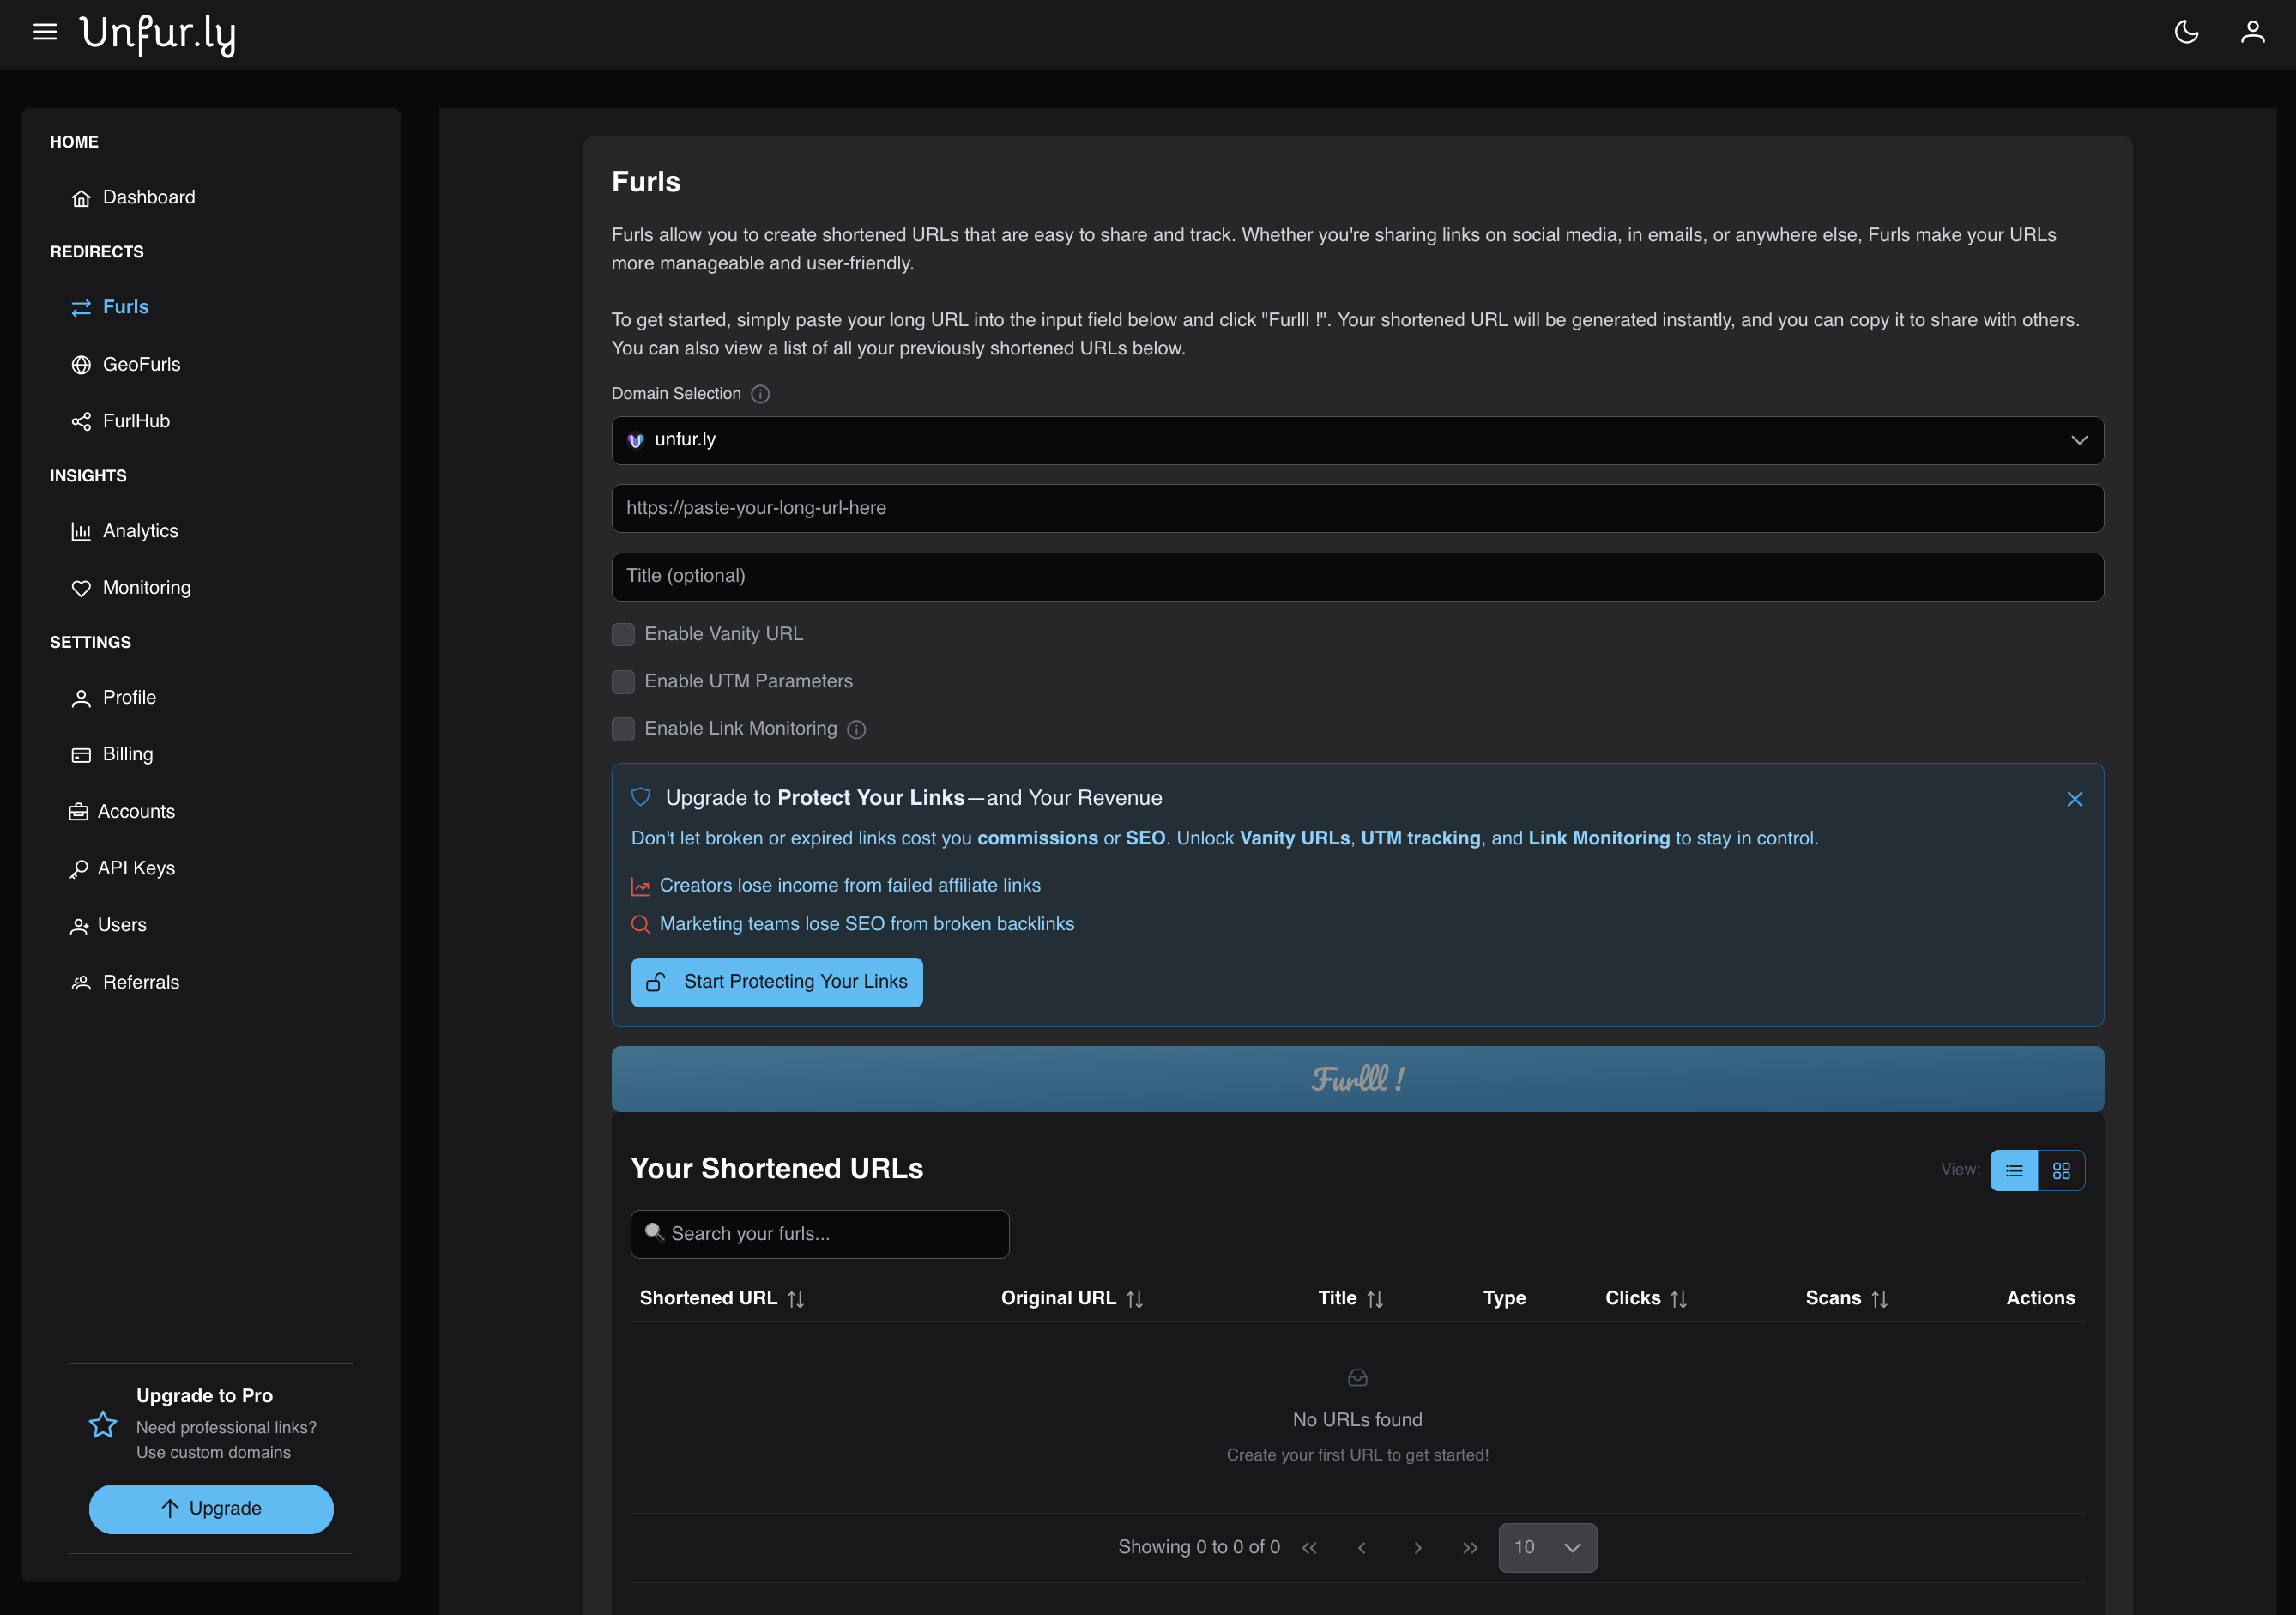 Unfur.ly
HOME
Dashboard
REDIRECTS
Furls
GeoFurls
FurlHub
INSIGHTS
Analytics
Monitoring
SETTINGS
Profile
Billing
Accounts
API Keys
Users
Referrals
Upgrade to Pro
Need professional links?
Use custom domains
Upgrade
Furls
Furls allow you to create shortened URLs that are easy to share and track. Whether you're sharing links on social media, in emails, or anywhere else, Furls make your URLs
more manageable and user-friendly.
To get started, simply paste your long URL into the input field below and click "Furlll !". Your shortened URL will be generated instantly, and you can copy it to share with others.
You can also view a list of all your previously shortened URLs below.
Domain Selection
unfur.ly
https://paste-your-long-url-here
Title (optional)
Enable Vanity URL
Enable UTM Parameters
Enable Link Monitoring
Upgrade to Protect Your Links—and Your Revenue
Don't let broken or expired links cost you commissions or SEO. Unlock Vanity URLs, UTM tracking, and Link Monitoring to stay in control.
Creators lose income from failed affiliate links
Marketing teams lose SEO from broken backlinks
Start Protecting Your Links
Furlll !
Your Shortened URLs
View:
Search your furls...
Shortened URL Original URL Title Type Clicks Scans Actions
No URLs found
Create your first URL to get started!
Showing 0 to 0 of 0 10